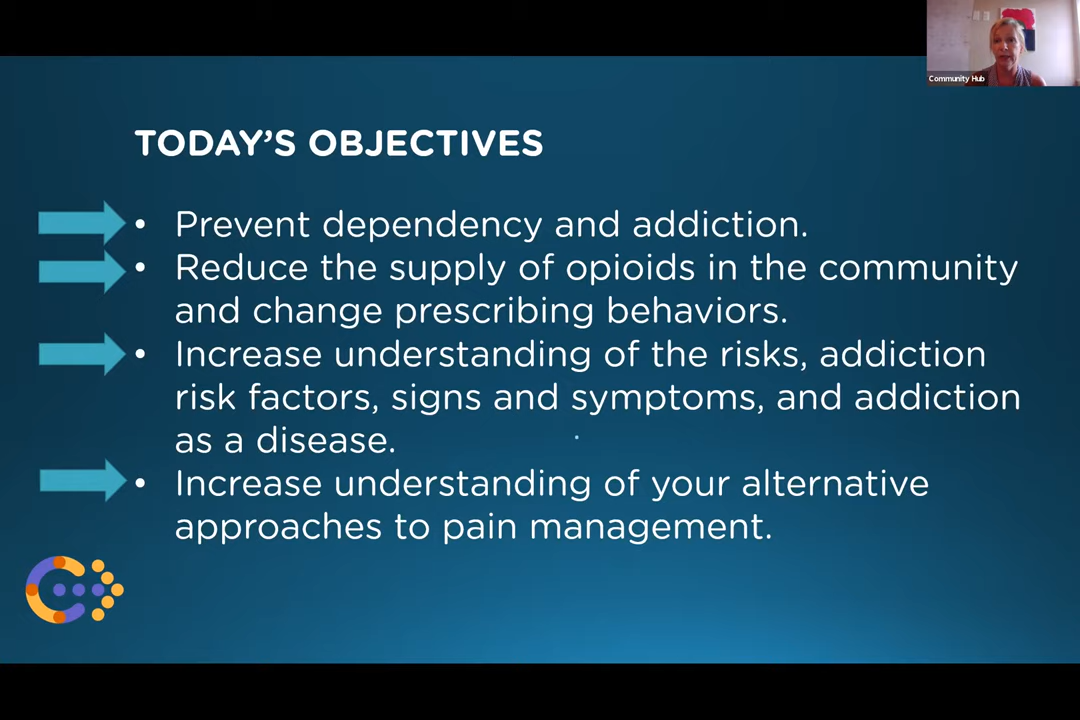 Community Hub
TODAY'S OBJECTIVES
• Prevent dependency and addiction.
• Reduce the supply of opioids in the community
and change prescribing behaviors.
• Increase understanding of the risks, addiction
risk factors, signs and symptoms, and addiction
as a disease.
• Increase understanding of your alternative
approaches to pain management.